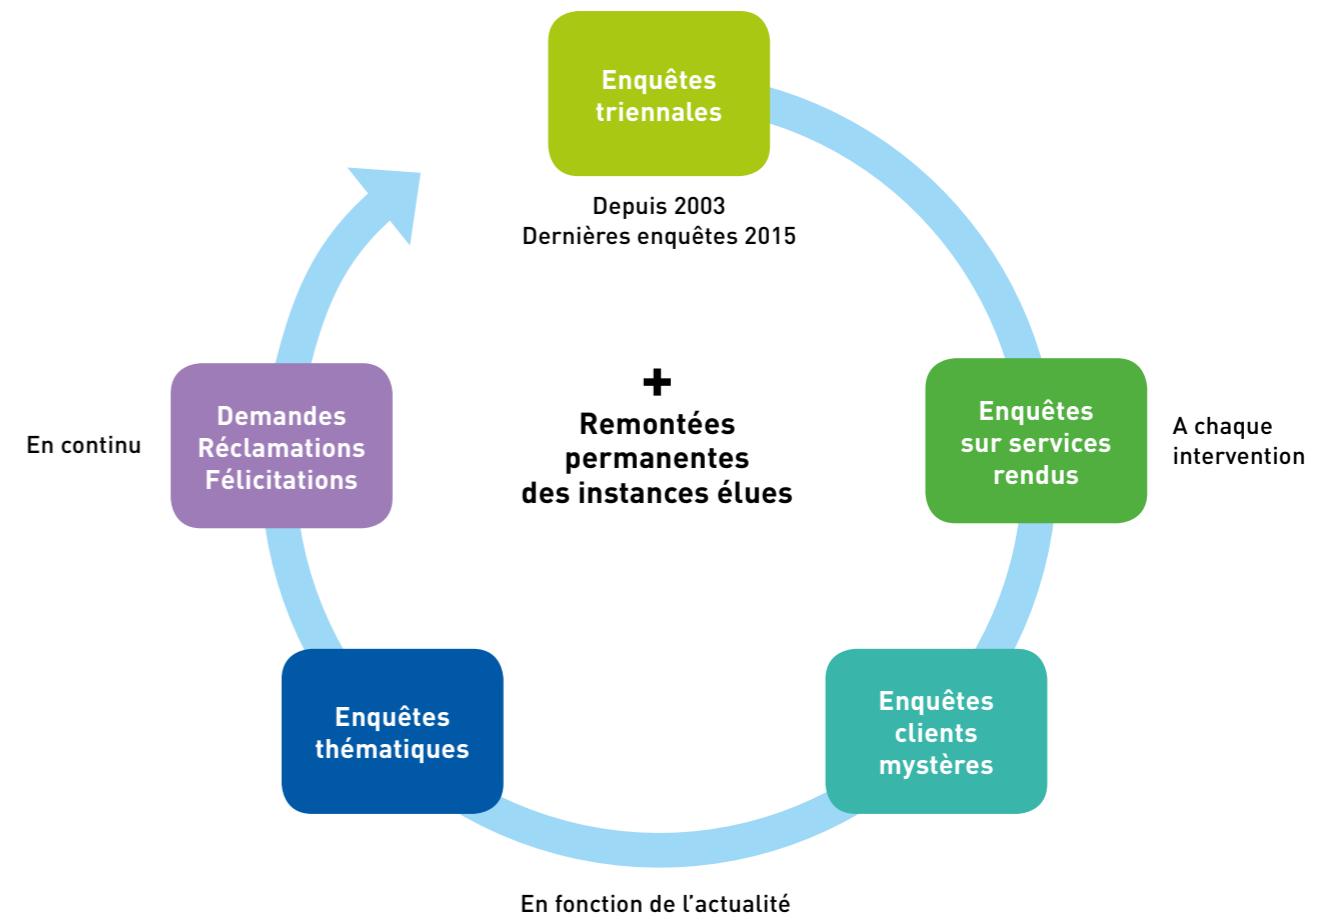 Enquêtes
triennales
Depuis 2003
Dernières enquêtes 2015
Enquêtes
sur services
rendus
A chaque
intervention
Enquêtes
clients
mystères
En fonction de l’actualité
Enquêtes
thématiques
Demandes
Réclamations
Félicitations
En continu
+
Remontées
permanentes
des instances élues